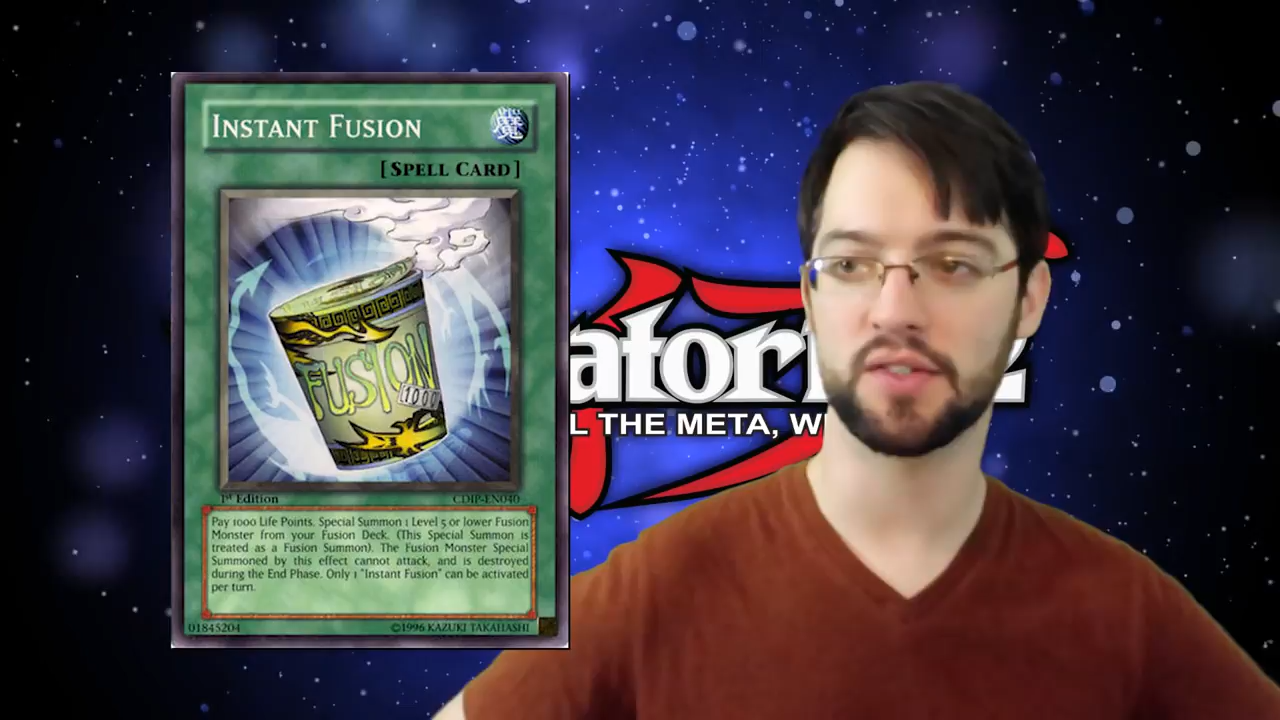 INSTANT FUSION
[SPELL CARD]
FUSION
1000
1st Edition
CDIP-EN040
Pay 1000 Life Points. Special Summon 1 Level 5 or lower Fusion
Monster from your Fusion Deck. (This Special Summon is
treated as a Fusion Summon). The Fusion Monster Special
Summoned by this effect cannot attack, and is destroyed
during the End Phase. Only 1 "Instant Fusion" can be activated
per turn.
01845204
©1996 KAZUKI TAKAHASHI
ator
L THE META, W